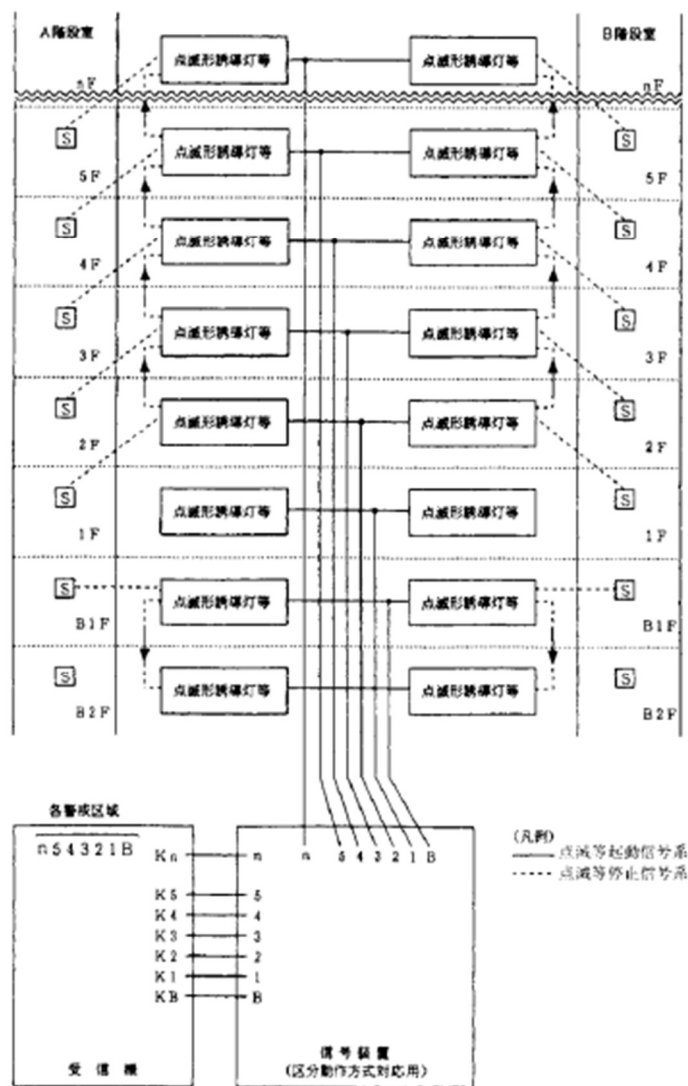 A階段室
B階段室
点滅形誘導灯等
点滅形誘導灯等
nF
nF
S
点滅形誘導灯等
点滅形誘導灯等
S
5F
5F
S
点滅形誘導灯等
点滅形誘導灯等
S
4F
4F
S
点滅形誘導灯等
点滅形誘導灯等
S
3F
3F
S
点滅形誘導灯等
点滅形誘導灯等
S
2F
2F
S
点滅形誘導灯等
点滅形誘導灯等
S
1F
1F
S
点滅形誘導灯等
点滅形誘導灯等
S
B1F
B1F
S
点滅形誘導灯等
点滅形誘導灯等
S
B2F
B2F
各警戒区域
n54321B
Kn
n
n 5 4 3 2 1 B
K5
5
K4
4
K3
3
K2
2
K1
1
KB
B
受信機
信号装置
(区分動作方式対応用)
(凡例)
点滅等起動信号系
点滅等停止信号系